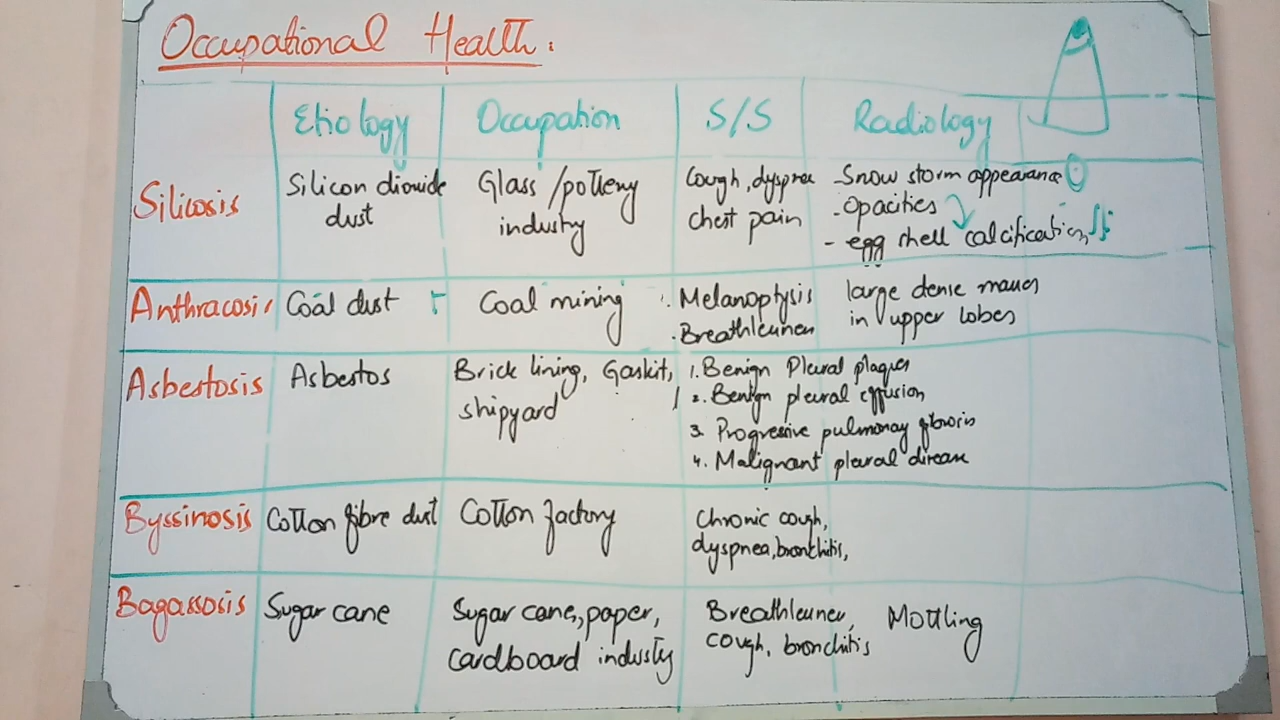 Occupational Health.
Etiology Occupation S/S Radiology
Silicosis
Silicon dioxide
dust
Glass /pottery
industry
Cough, dyspnea
chest pain
- Snow storm appearance
- Opacities
- egg shell calcification
Anthracosis
Coal dust
Coal mining
. Melanoptysis
. Breathlessness
large dense masses
in upper lobes
Asbestosis
Asbestos
Brick lining, Gaskit,
shipyard
1. Benign Pleural plaques
2. Benign pleural effusion
3. Progressive pulmonary fibrosis
4. Malignant pleural disease
Byssinosis
Cotton fibre dust
Cotton factory
Chronic cough,
dyspnea, bronchitis,
Bagassosis
Sugar cane
Sugar cane, paper,
cardboard industry
Breathlessness,
cough, bronchitis
Mottling